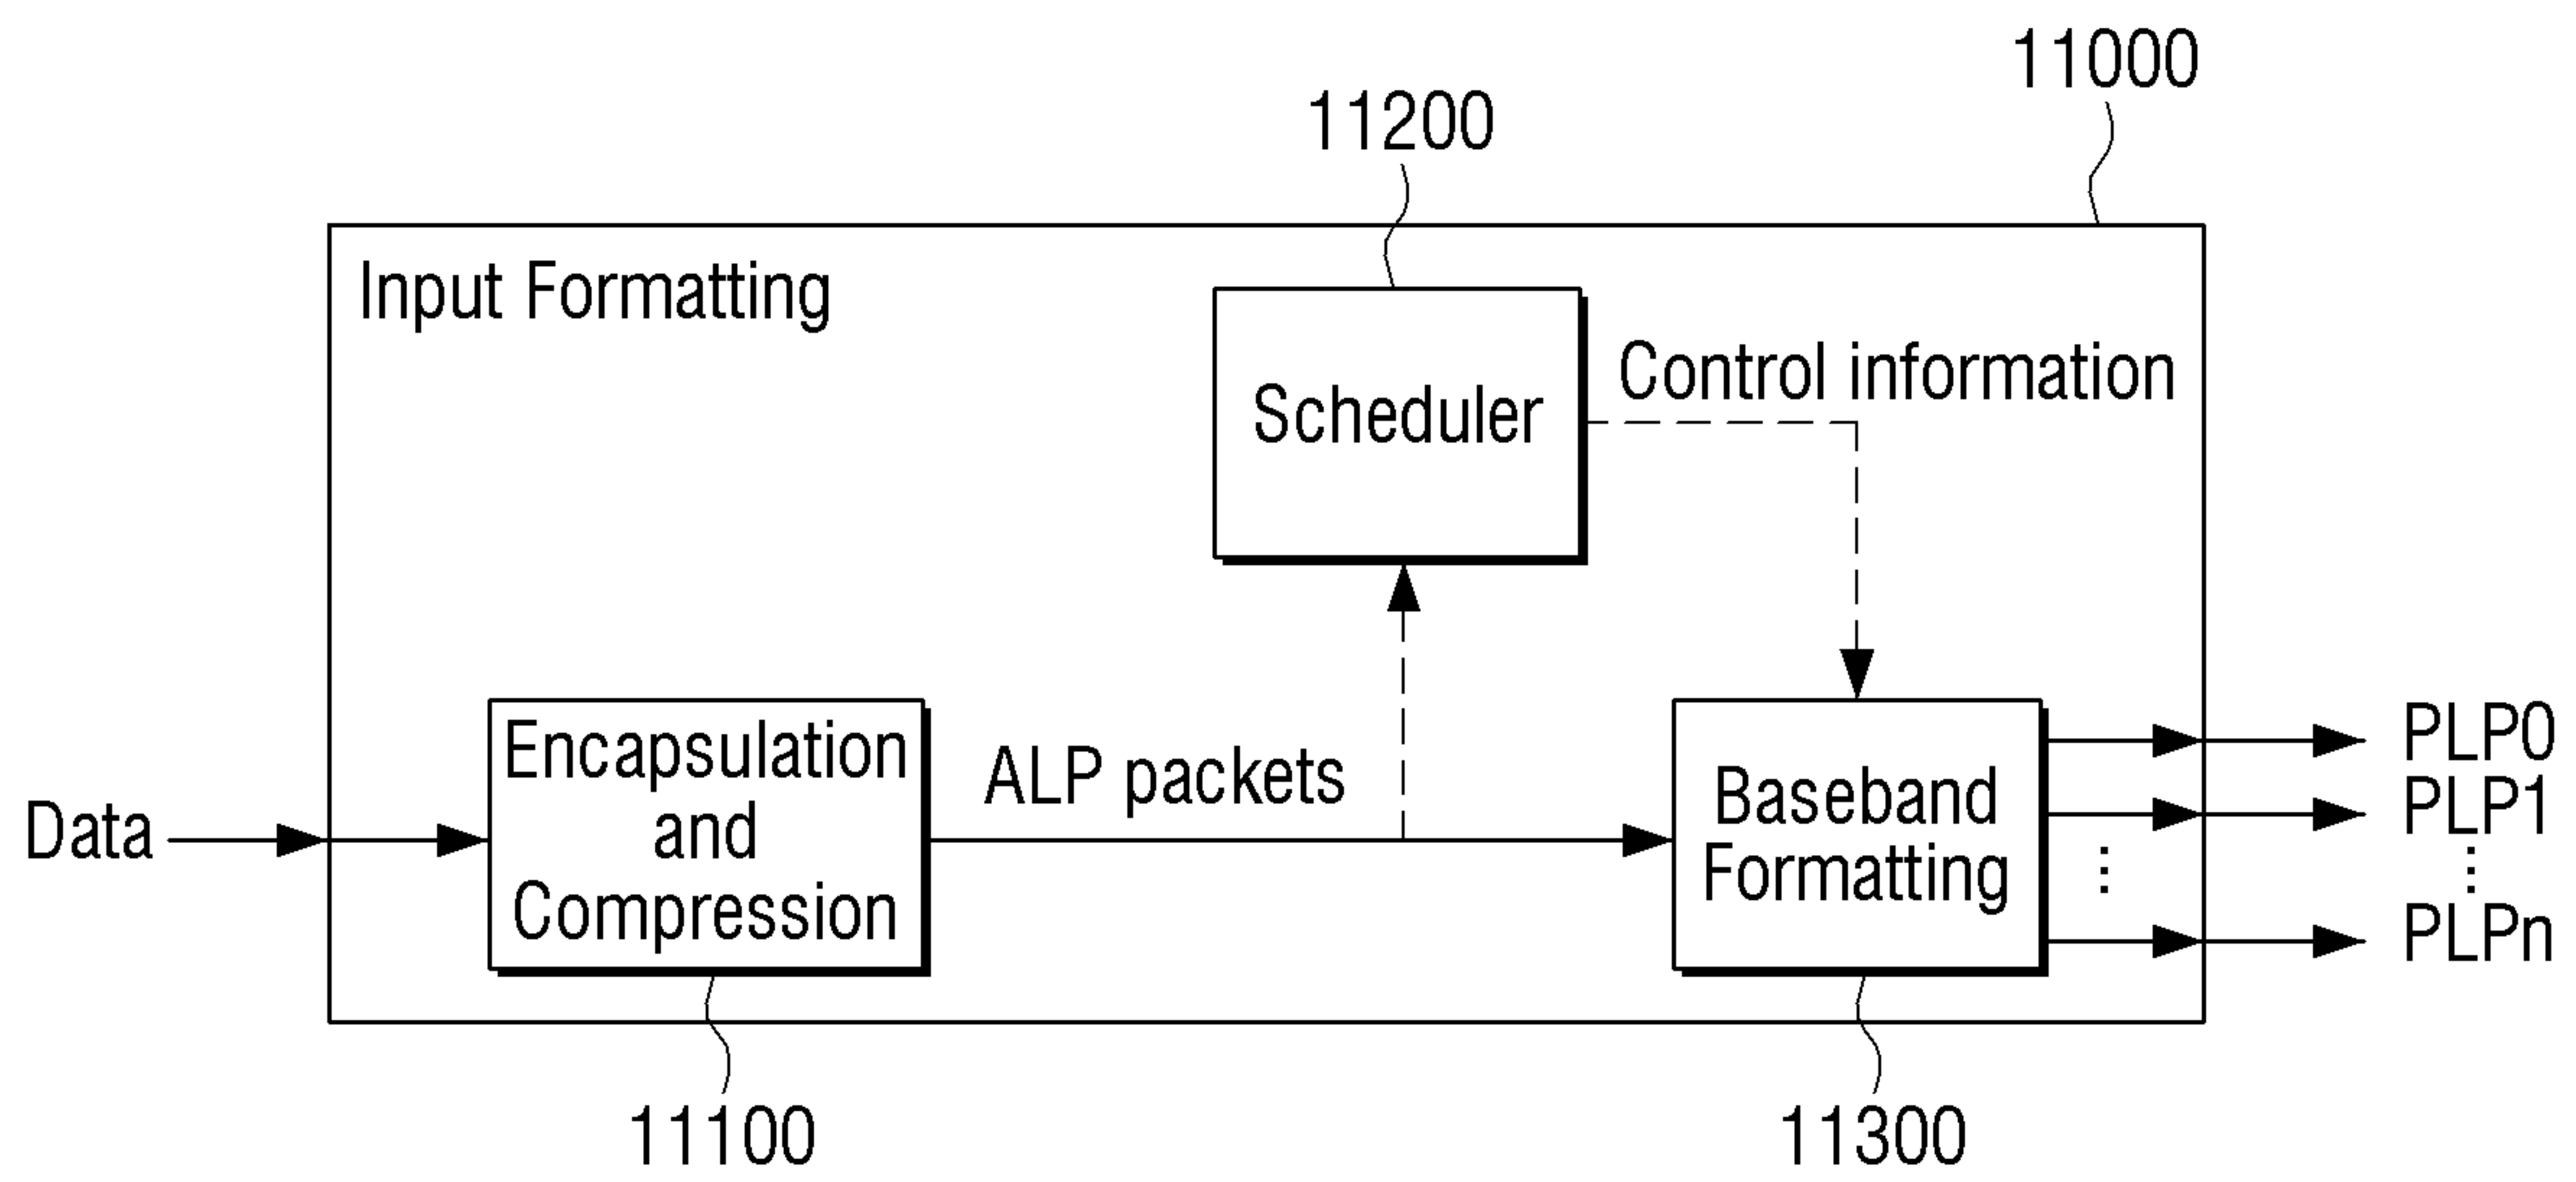 11000
11200
Input Formatting
Scheduler
Control information
Encapsulation
and
Compression
ALP packets
Baseband
Formatting
Data
PLP0
PLP1
PLPn
11100
11300